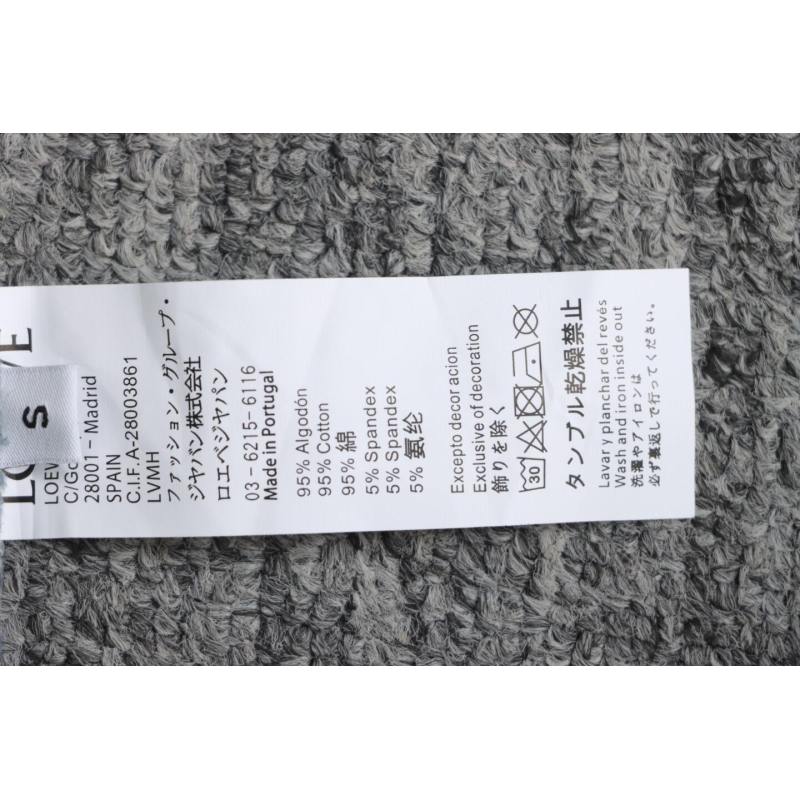 S
LOEW
C/Go Madrid
28001 – Madrid
SPAIN
C.I.F.A-28003861
LVMH
ファッション・グループ・
ジャパン株式会社
ロエベジャパン
03-6215-6116
Made in Portugal
95% Algodón
95% Cotton
95% 綿
5% Spandex
5% Spandex
5% 氨纶
Excepto decoracion
Exclusive of decoration
飾りを除く
30
タンブル乾燥禁止
Lavar y planchar del revés
Wash and iron inside out
洗濯やアイロンは
必ず裏返しで行ってください。